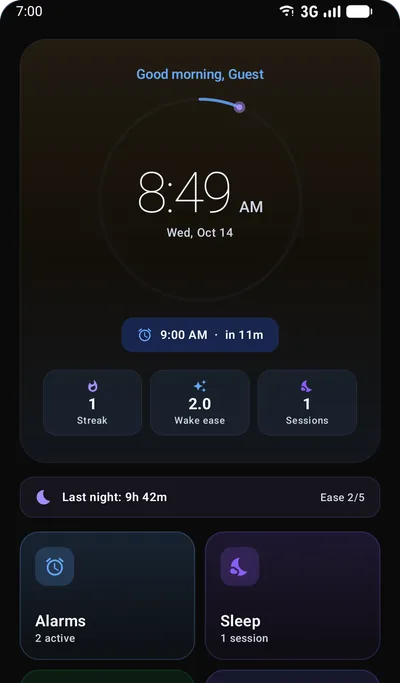 7:00
3G
Good morning, Guest
8:49 AM
Wed, Oct 14
9:00 AM · in 11m
1
Streak
2.0
Wake ease
1
Sessions
Last night: 9h 42m
Ease 2/5
Alarms
2 active
Sleep
1 session